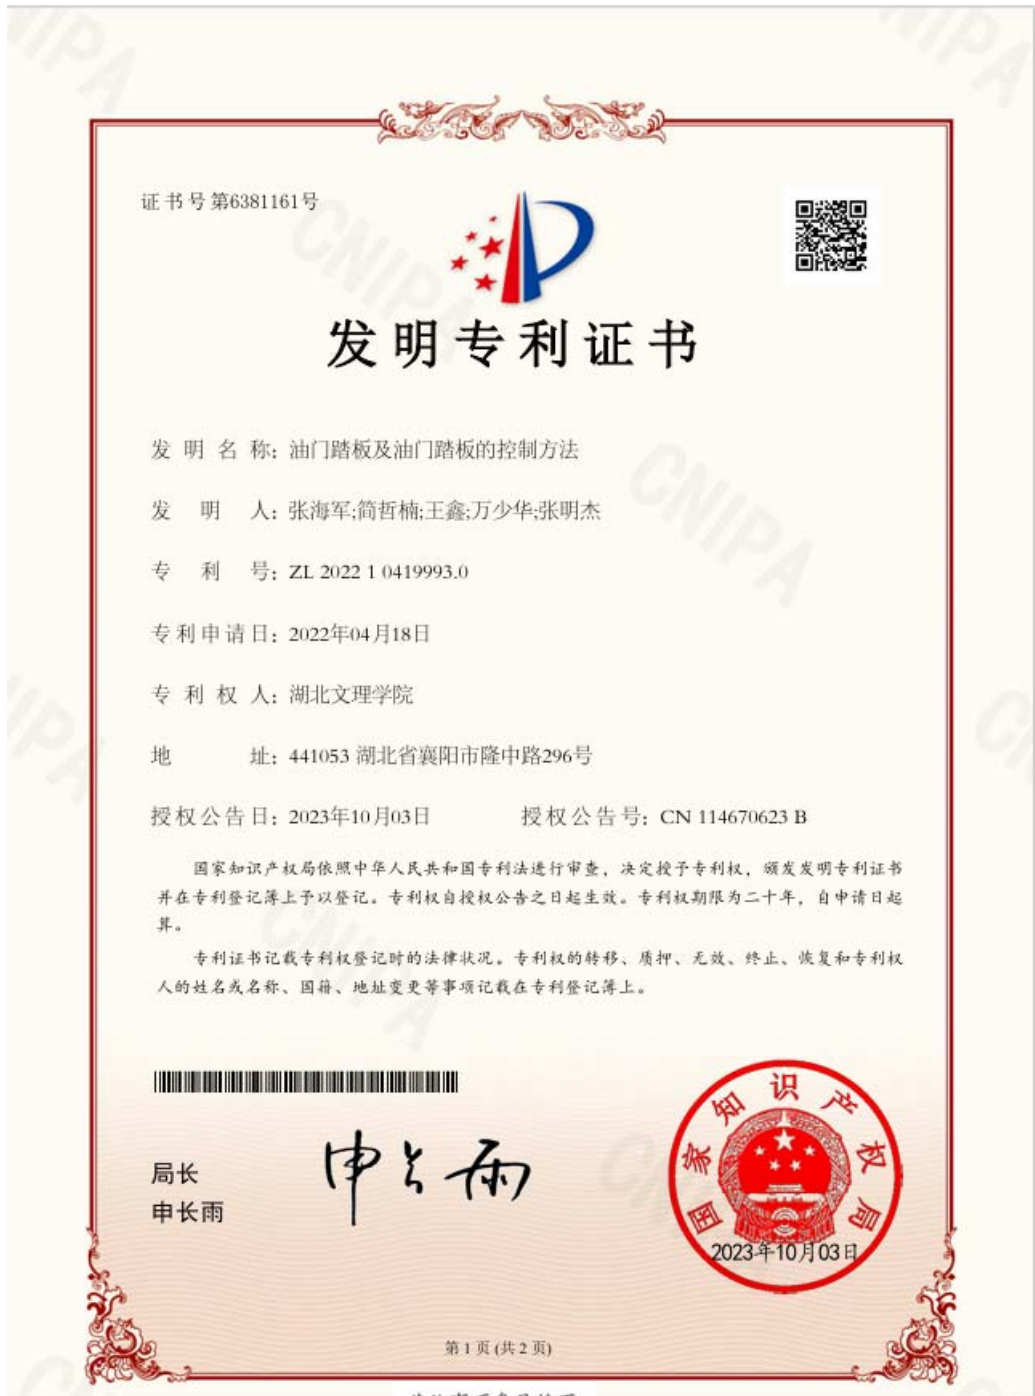 证书号第6381161号
发明专利证书
发明名称:油门踏板及油门踏板的控制方法
发明人:张海军;简哲楠;王鑫;万少华;张明杰
专利号:ZL 2022 1 0419993.0
专利申请日:2022年04月18日
专利权人:湖北文理学院
地址:441053 湖北省襄阳市隆中路296号
授权公告日:2023年10月03日 授权公告号:CN 114670623 B
国家知识产权局依照中华人民共和国专利法进行审查,决定授予专利权,颁发发明专利证书
并在专利登记簿上予以登记。专利权自授权公告之日起生效。专利权期限为二十年,自申请日起
算。
专利证书记载专利权登记时的法律状况。专利权的转移、质押、无效、终止、恢复和专利权
人的姓名或名称、国籍、地址变更等事项记载在专利登记簿上。
局长
申长雨
申长雨
国家知识产权局
2023年10月03日
第 1 页 (共 2 页)
CNIPA
CNIPA
CNIPA
CNIPA